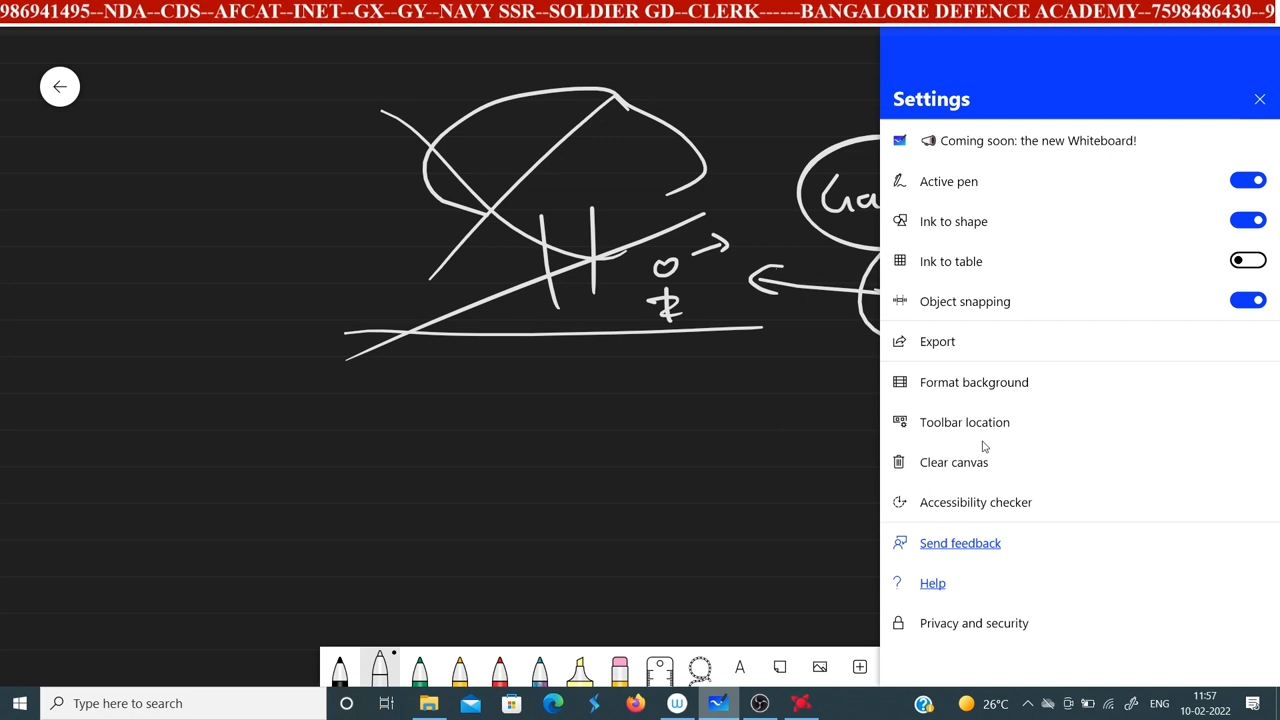 986941495--NDA--CDS--AFCAT--INET--GX--GY--NAVY SSR--SOLDIER GD--CLERK------BANGALORE DEFENCE ACADEMY--7598486430--9
Settings
Coming soon: the new Whiteboard!
Active pen
Ink to shape
Ink to table
Object snapping
Export
Format background
Toolbar location
Clear canvas
Accessibility checker
Send feedback
Help
Privacy and security
Type here to search
26°C
ENG
11:57
10-02-2022